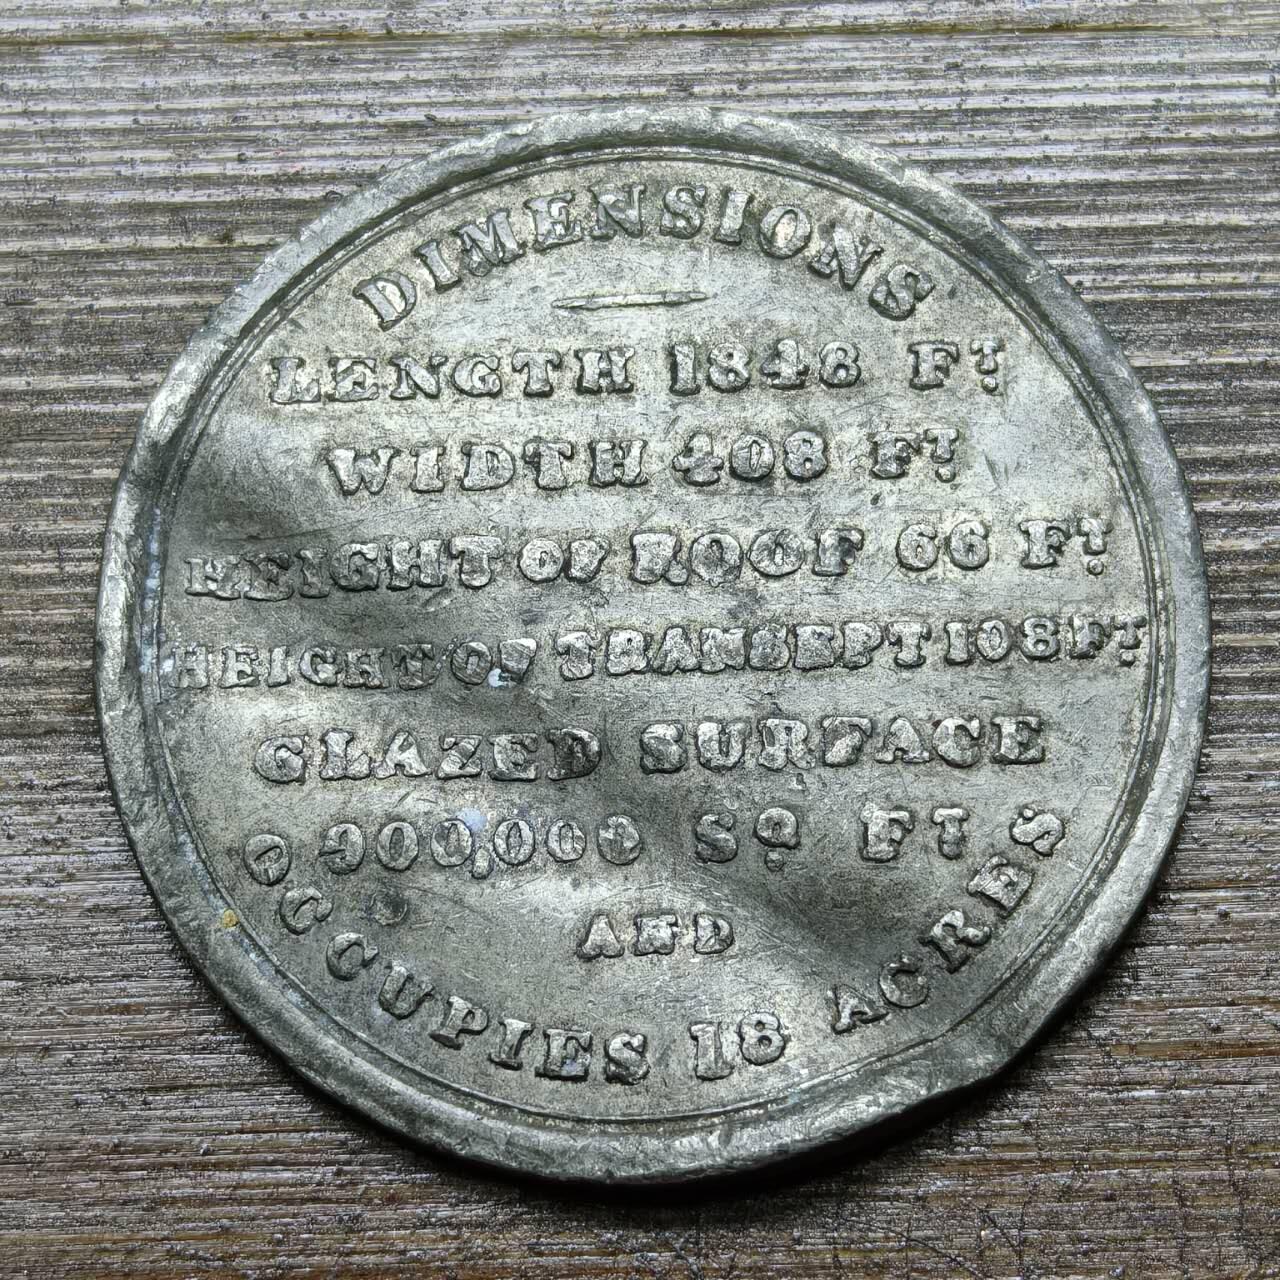 DIMENSIONS
LENGTH 1848 FT
WIDTH 408 FT
HEIGHT OF ROOF 66 FT
HEIGHT OF TRANSEPT 108 FT
GLAZED SURFACE
900,000 SQ FT
AND
OCCUPIES 18 ACRES